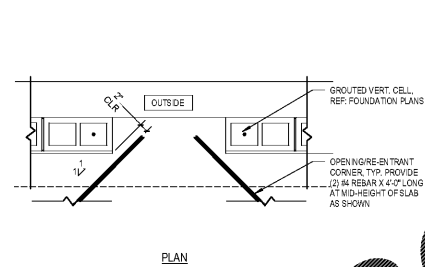 2"
CLR
OUTSIDE
GROUTED VERT. CELL,
REF: FOUNDATION PLANS
1
1
OPENING/RE-ENTRANT
CORNER, TYP. PROVIDE
(2) #4 REBAR X 4'-0" LONG
AT MID-HEIGHT OF SLAB
AS SHOWN
PLAN